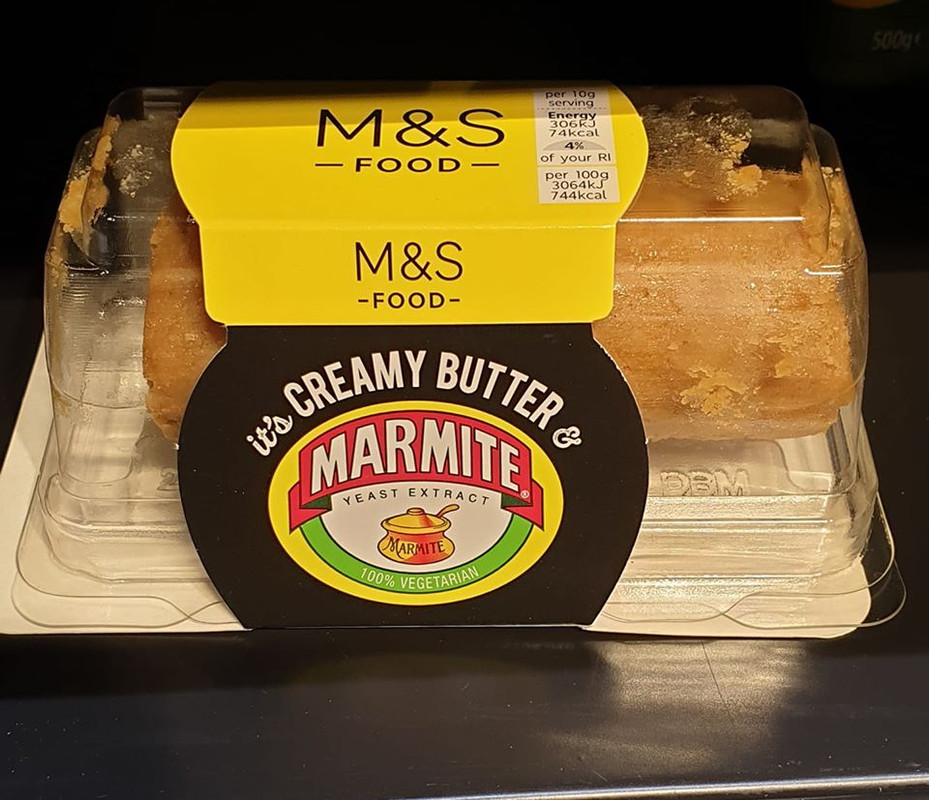 500g
M&S
FOOD
per 10g
serving
Energy
306kJ
74kcal
4%
of your RI
per 100g
3064kJ
744kcal
M&S
-FOOD-
it's CREAMY BUTTER &
MARMITE®
YEAST EXTRACT
MARMITE
100% VEGETARIAN